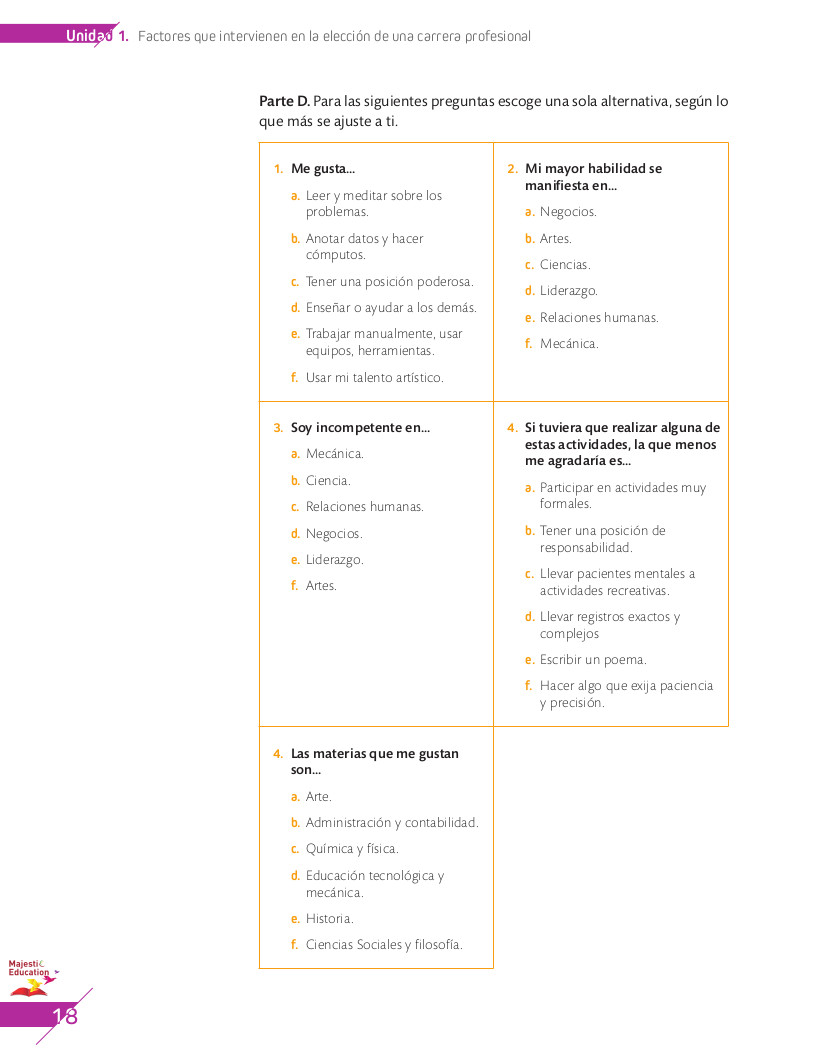 Unidad 1. Factores que intervienen en la elección de una carrera profesional
Parte D. Para las siguientes preguntas escoge una sola alternativa, según lo
que más se ajuste a ti.
1. Me gusta...
a. Leer y meditar sobre los
problemas.
b. Anotar datos y hacer
cómputos.
c. Tener una posición poderosa.
d. Enseñar o ayudar a los demás.
e. Trabajar manualmente, usar
equipos, herramientas.
f. Usar mi talento artístico.
2. Mi mayor habilidad se
manifiesta en...
a. Negocios.
b. Artes.
c. Ciencias.
d. Liderazgo.
e. Relaciones humanas.
f. Mecánica.
3. Soy incompetente en...
a. Mecánica.
b. Ciencia.
c. Relaciones humanas.
d. Negocios.
e. Liderazgo.
f. Artes.
4. Si tuviera que realizar alguna de
estas actividades, la que menos
me agradaría es...
a. Participar en actividades muy
formales.
b. Tener una posición de
responsabilidad.
c. Llevar pacientes mentales a
actividades recreativas.
d. Llevar registros exactos y
complejos
e. Escribir un poema.
f. Hacer algo que exija paciencia
y precisión.
4. Las materias que me gustan
son...
a. Arte.
b. Administración y contabilidad.
c. Química y física.
d. Educación tecnológica y
mecánica.
e. Historia.
f. Ciencias Sociales y filosofía.
Majestic
Education
18